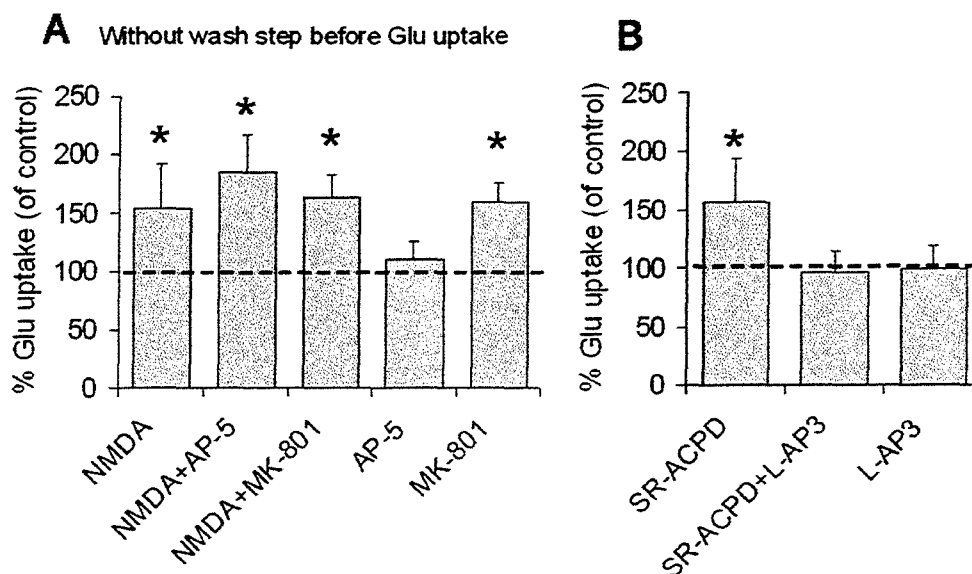 A Without wash step before Glu uptake
% Glu uptake (of control)
250
200
150
100
50
0
* * * *
NMDA
NMDA+AP-5
NMDA+MK-801
AP-5
MK-801
B
% Glu uptake (of control)
250
200
150
100
50
0
*
SR-ACPD
SR-ACPD+L-AP3
L-AP3